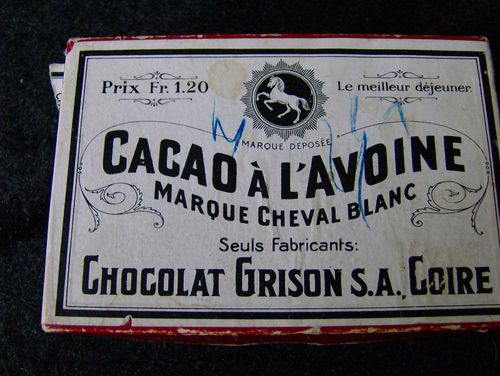 Prix Fr. 1.20
Le meilleur déjeuner.
MARQUE DÉPOSÉE
CACAO À L'AVOINE
MARQUE CHEVAL BLANC
Seuls Fabricants:
CHOCOLAT GRISON S.A., COIRE